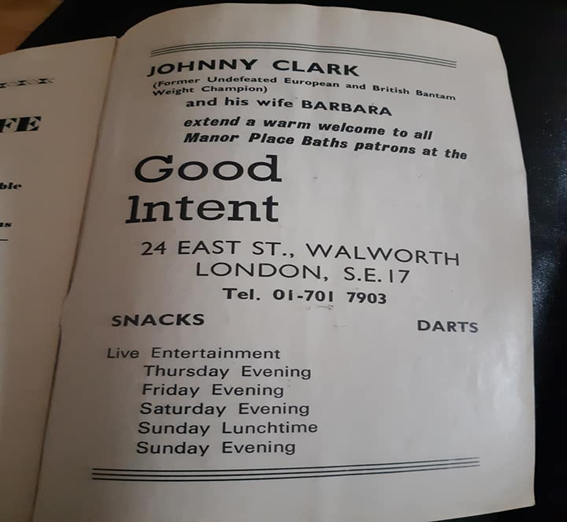 JOHNNY CLARK
(Former Undefeated European and British Bantam
Weight Champion)
and his wife BARBARA
extend a warm welcome to all
Manor Place Baths patrons at the
Good
Intent
24 EAST ST., WALWORTH
LONDON, S.E.17
Tel. 01-701 7903
SNACKS DARTS
Live Entertainment
Thursday Evening
Friday Evening
Saturday Evening
Sunday Lunchtime
Sunday Evening